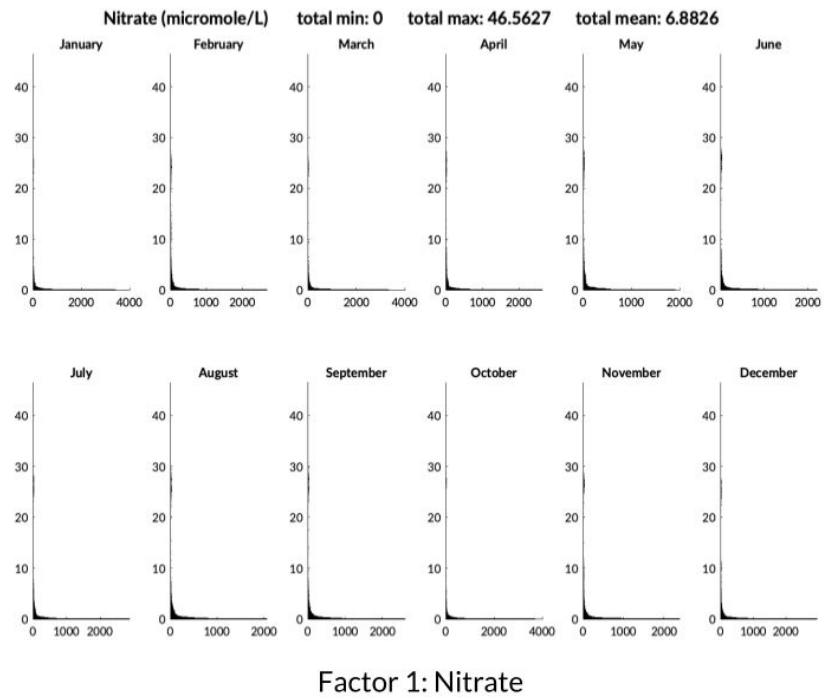 Nitrate (micromole/L) total min: 0 total max: 46.5627 total mean: 6.8826
January February March April May June
40 40 40 40 40 40
30 30 30 30 30 30
20 20 20 20 20 20
10 10 10 10 10 10
0 0 0 0 0 0
0 2000 4000 0 1000 2000 0 2000 4000 0 1000 2000 0 1000 2000 0 1000 2000
July August September October November December
40 40 40 40 40 40
30 30 30 30 30 30
20 20 20 20 20 20
10 10 10 10 10 10
0 0 0 0 0 0
0 1000 2000 0 1000 2000 0 1000 2000 0 2000 4000 0 1000 2000 0 1000 2000
Factor 1: Nitrate